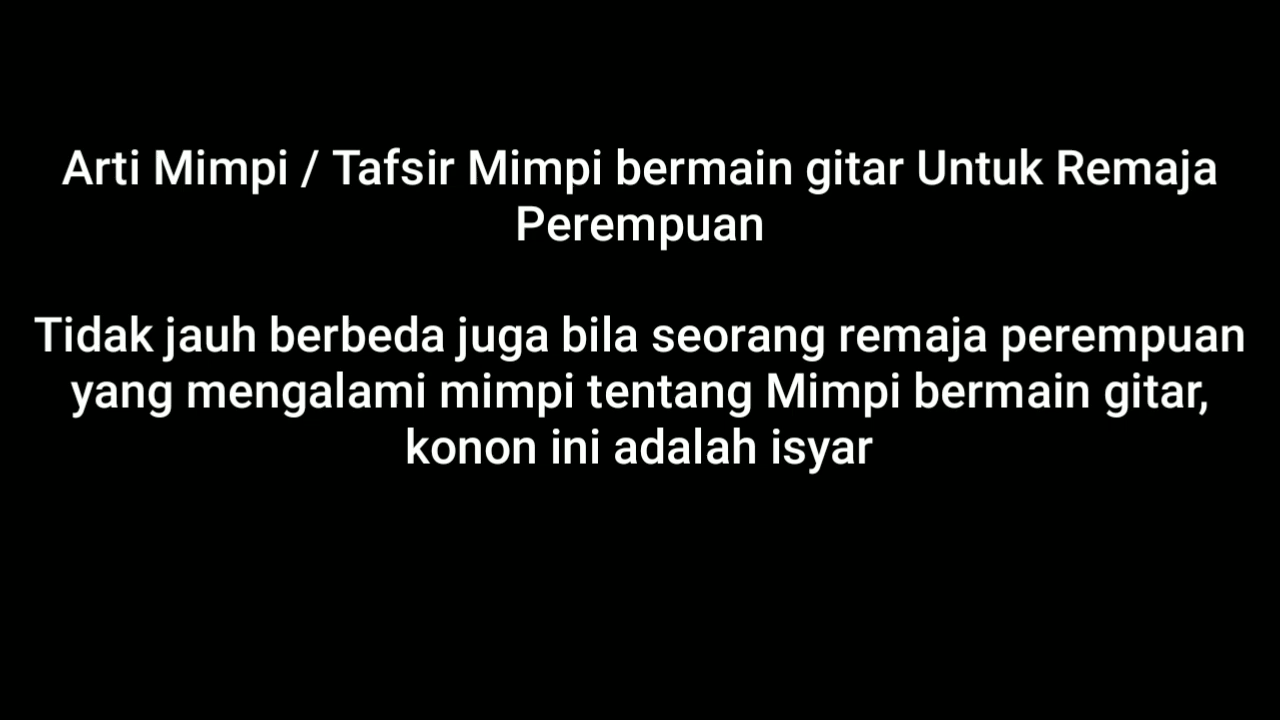 Arti Mimpi / Tafsir Mimpi bermain gitar Untuk Remaja
Perempuan
Tidak jauh berbeda juga bila seorang remaja perempuan
yang mengalami mimpi tentang Mimpi bermain gitar,
konon ini adalah isyar